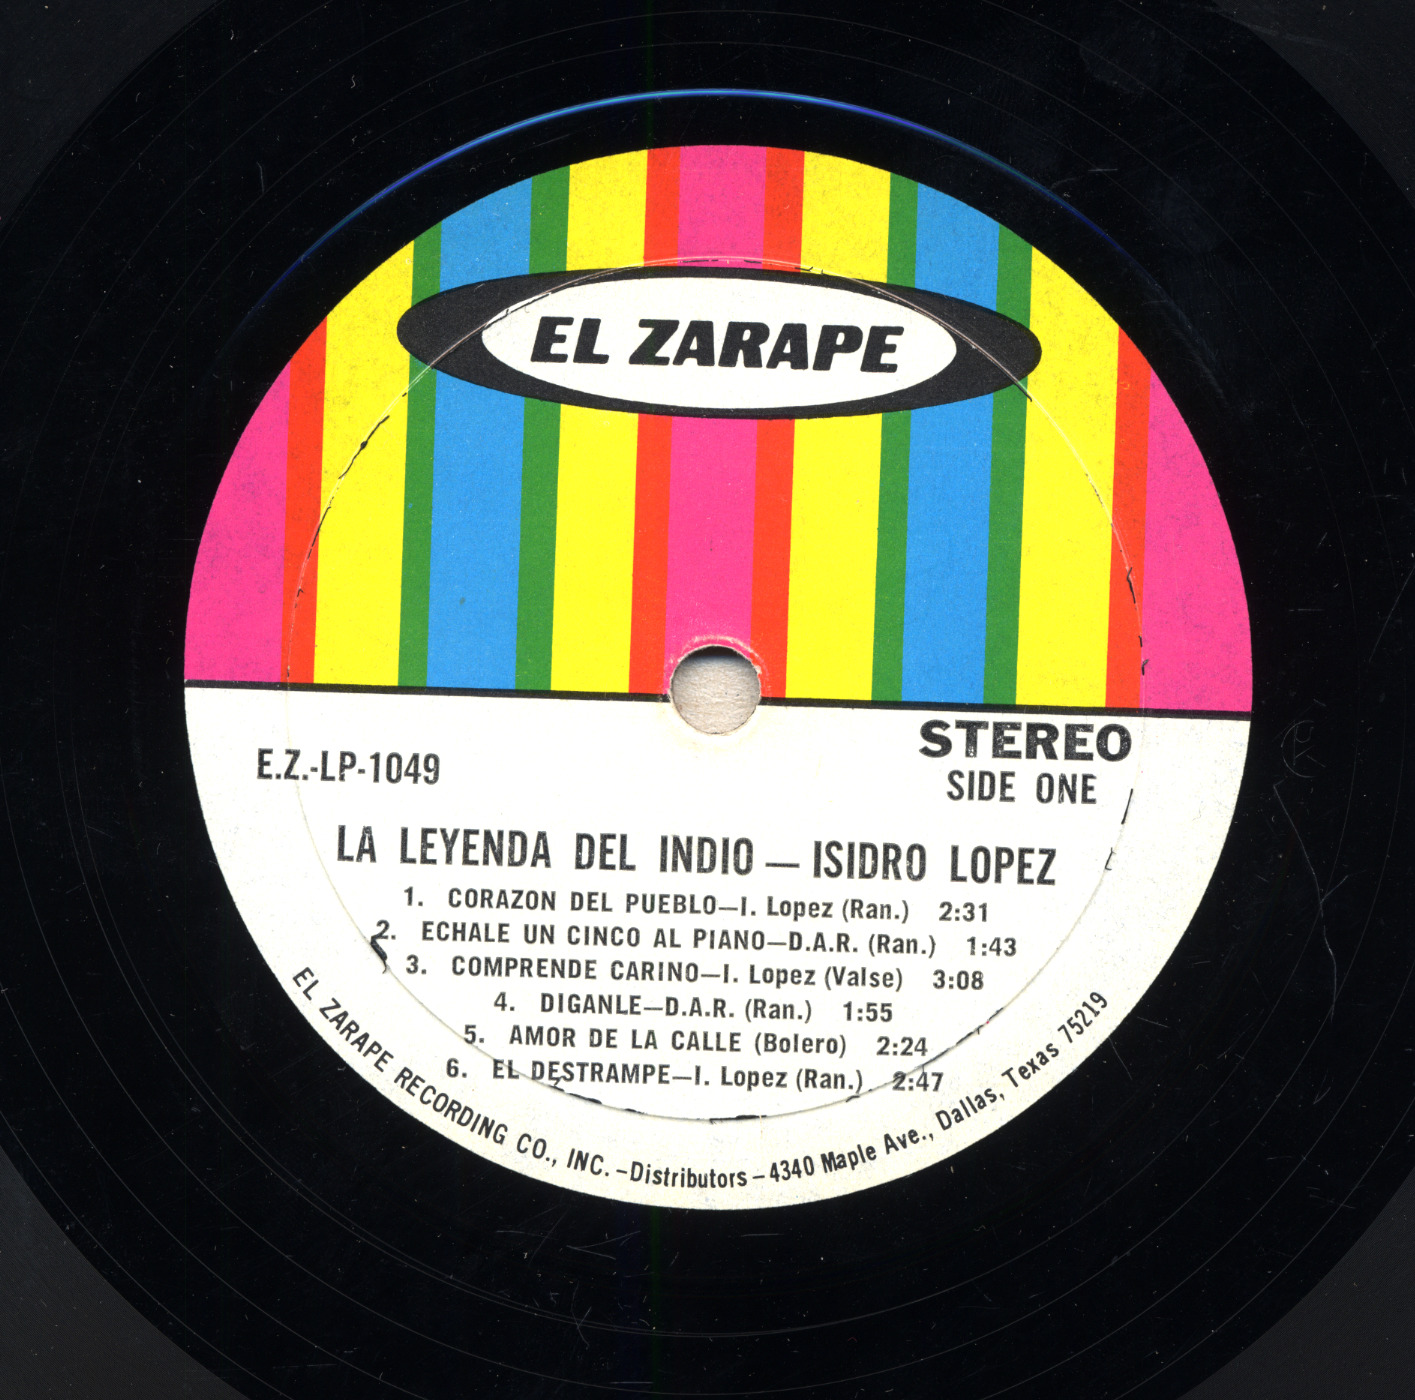 EL ZARAPE
STEREO
E.Z.-LP-1049
SIDE ONE
LA LEYENDA DEL INDIO — ISIDRO LOPEZ
1. CORAZON DEL PUEBLO—I. Lopez (Ran.) 2:31
2. ECHALE UN CINCO AL PIANO—D.A.R. (Ran.) 1:43
3. COMPRENDE CARINO—I. Lopez (Valse) 3:08
4. DIGANLE—D.A.R. (Ran.) 1:55
5. AMOR DE LA CALLE (Bolero) 2:24
6. EL DESTRAMPE—I. Lopez (Ran.) 2:47
EL ZARAPE RECORDING CO., INC. – Distributors – 4340 Maple Ave., Dallas, Texas 75219